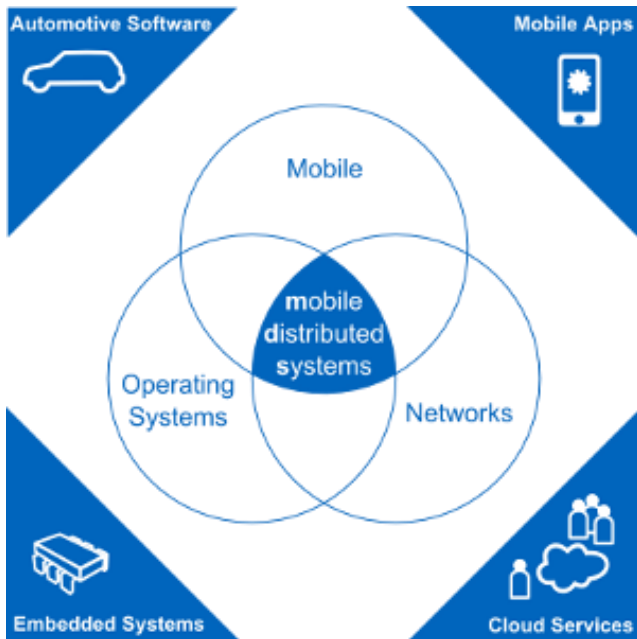 Automotive Software
Mobile Apps
Mobile
mobile
distributed
systems
Operating
Systems
Networks
Embedded Systems
Cloud Services